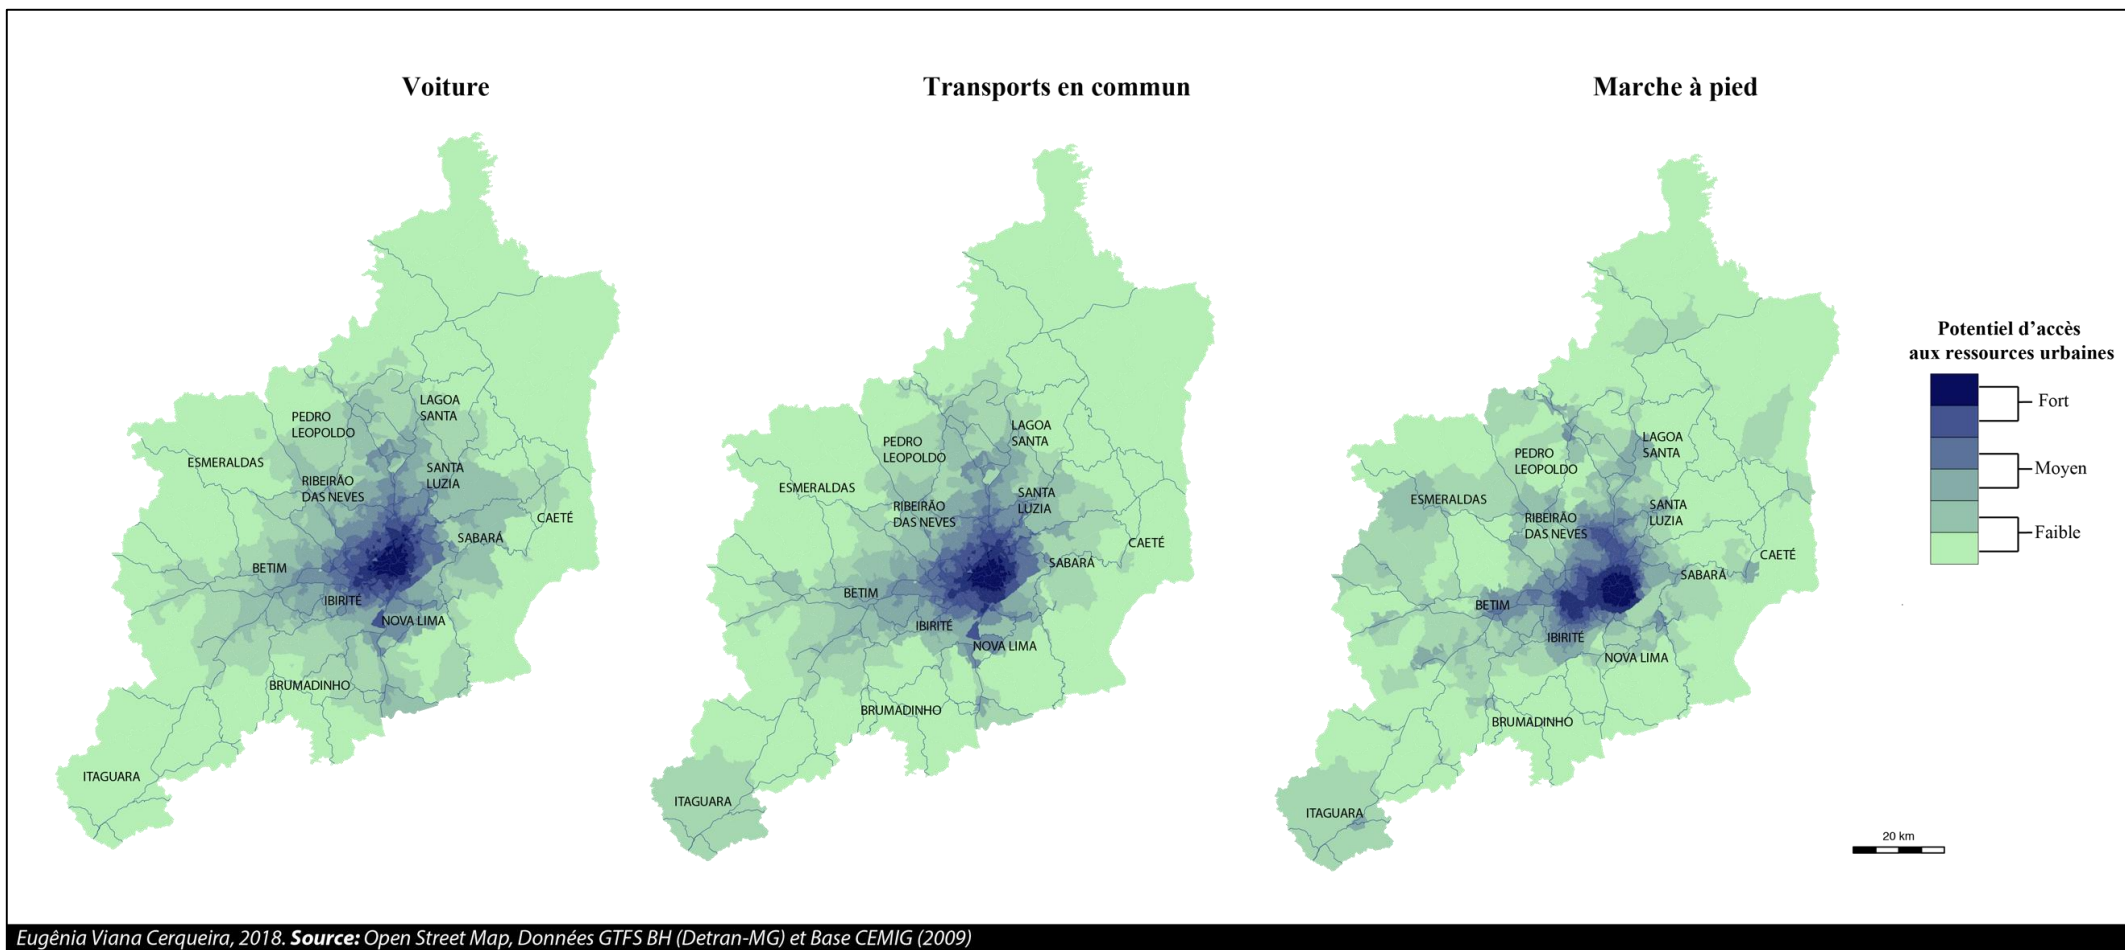 Voiture
PEDRO
LEOPOLDO
LAGOA
SANTA
ESMERALDAS
RIBEIRÃO
DAS NEVES
SANTA
LUZIA
CAETÉ
SABARÁ
BETIM
IBIRITÉ
NOVA LIMA
BRUMADINHO
ITAGUARA
Transports en commun
LAGOA
SANTA
PEDRO
LEOPOLDO
ESMERALDAS
SANTA
LUZIA
RIBEIRÃO
DAS NEVES
CAETÉ
SABARÁ
BETIM
IBIRITÉ
NOVA LIMA
BRUMADINHO
ITAGUARA
Marche à pied
LAGOA
SANTA
PEDRO
LEOPOLDO
ESMERALDAS
SANTA
LUZIA
RIBEIRÃO
DAS NEVES
CAETÉ
SABARÁ
BETIM
IBIRITÉ
NOVA LIMA
BRUMADINHO
ITAGUARA
Potentiel d'accès
aux ressources urbaines
Fort
Moyen
Faible
20 km
Eugênia Viana Cerqueira, 2018. Source: Open Street Map, Données GTFS BH (Detran-MG) et Base CEMIG (2009)